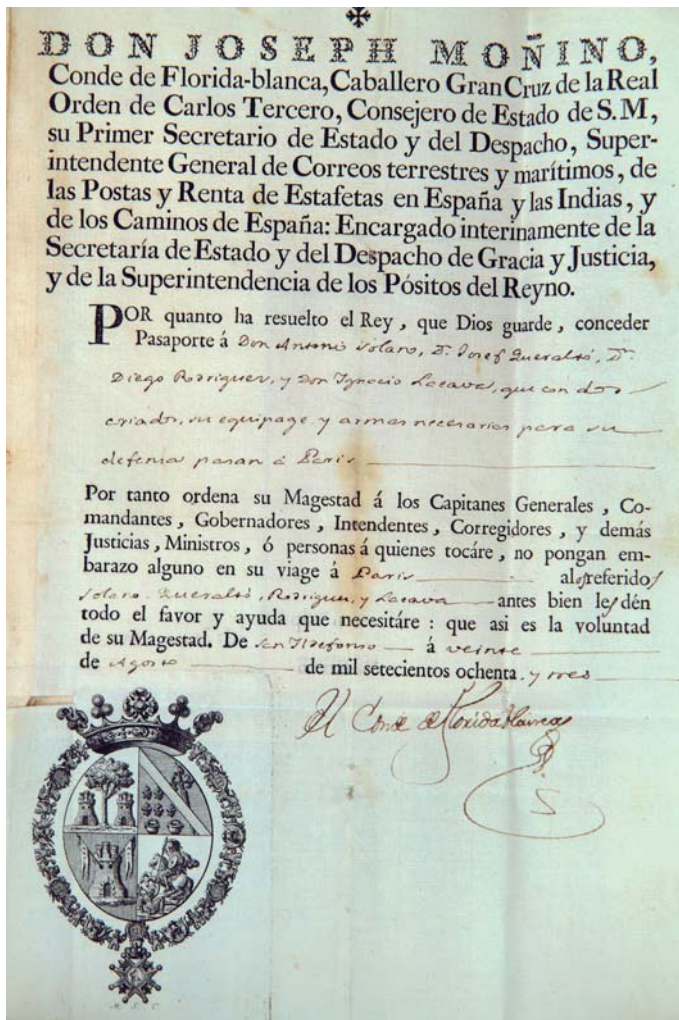 DON JOSEPH MOÑINO,
Conde de Florida-blanca, Caballero Gran Cruz de la Real
Orden de Carlos Tercero, Consejero de Estado de S. M,
su Primer Secretario de Estado y del Despacho, Super-
intendente General de Correos terrestres y marítimos, de
las Postas y Renta de Estafetas en España y las Indias, y
de los Caminos de España: Encargado interinamente de la
Secretaría de Estado y del Despacho de Gracia y Justicia,
y de la Superintendencia de los Pósitos del Reyno.
POR quanto ha resuelto el Rey, que Dios guarde, conceder
Pasaporte á Don Antonio Solano, Dn. Josef Queraltó, Dn.
Diego Rodriguez, y Don Ignacio Lacava, que con dos
criados, su equipage y armas necesarias para su
defensa pasan á Paris
Por tanto ordena su Magestad á los Capitanes Generales, Co-
mandantes, Gobernadores, Intendentes, Corregidores, y demás
Justicias, Ministros, ó personas á quienes tocáre, no pongan em-
barazo alguno en su viage á Paris al os referidos
Solano, Queraltó, Rodriguez, y Lacava antes bien les dén
todo el favor y ayuda que necesitáre: que asi es la voluntad
de su Magestad. De San Ildefonso á veinte
de Agosto de mil setecientos ochenta. y tres
El Conde de Floridablanca
M. S. C.